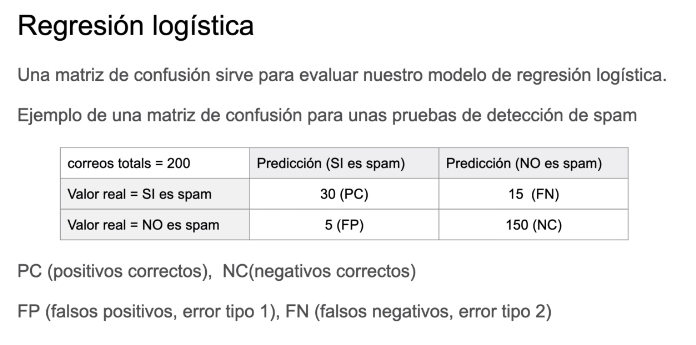 Regresión logística
Una matriz de confusión sirve para evaluar nuestro modelo de regresión logística.
Ejemplo de una matriz de confusión para unas pruebas de detección de spam
correos totals = 200 Predicción (SI es spam) Predicción (NO es spam)
Valor real = SI es spam 30 (PC) 15 (FN)
Valor real = NO es spam 5 (FP) 150 (NC)
PC (positivos correctos), NC(negativos correctos)
FP (falsos positivos, error tipo 1), FN (falsos negativos, error tipo 2)